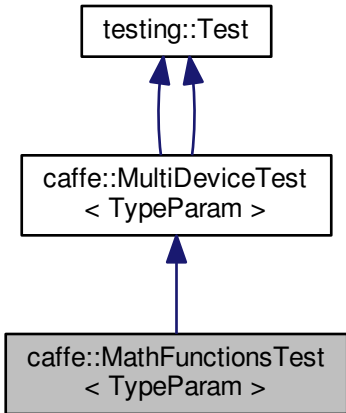 testing::Test
caffe::MultiDeviceTest
< TypeParam >
caffe::MathFunctionsTest
< TypeParam >